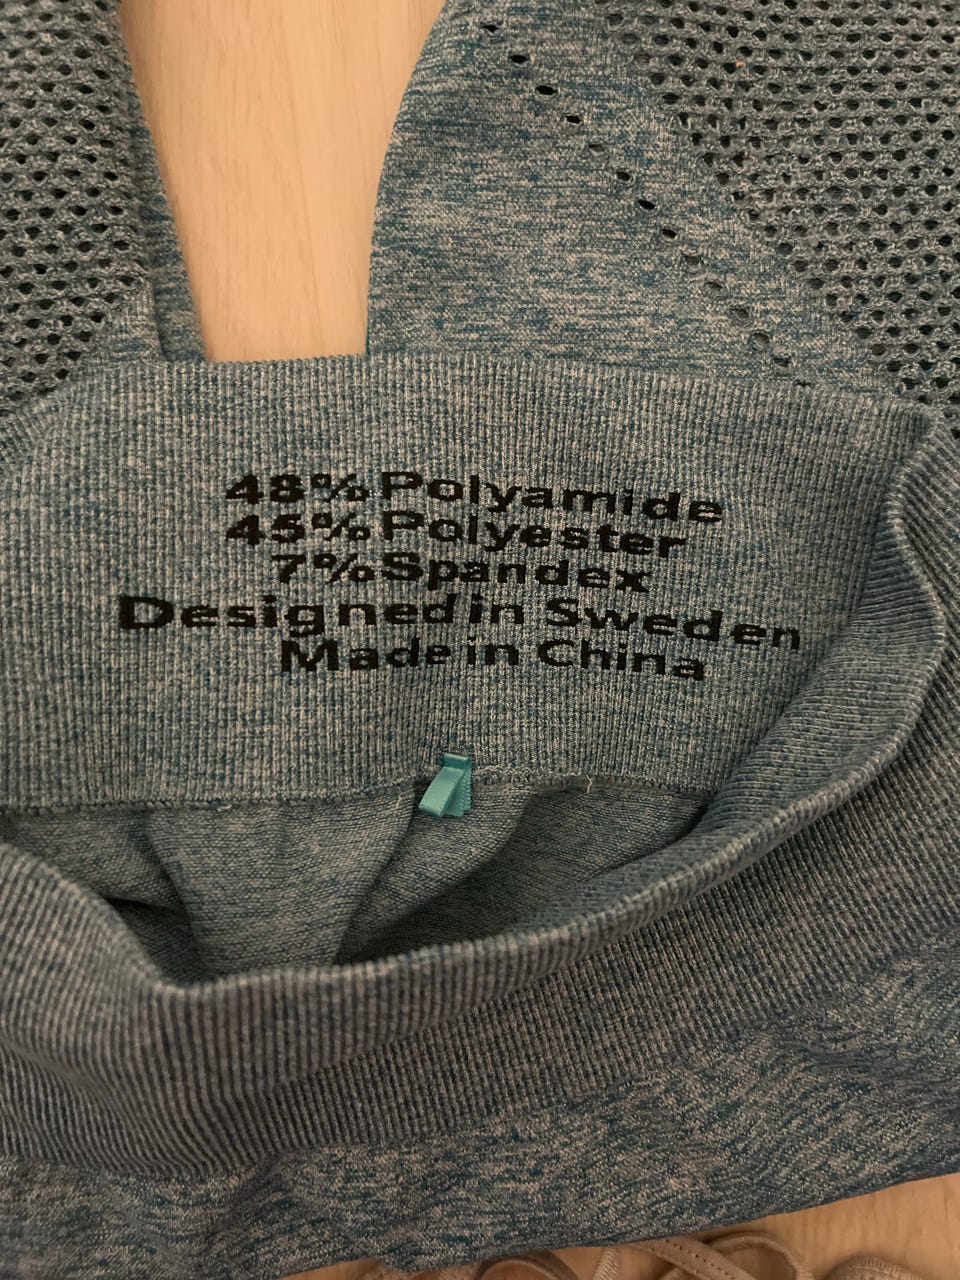 48% Polyamide
45% Polyester
7% Spandex
Designed in Sweden
Made in China